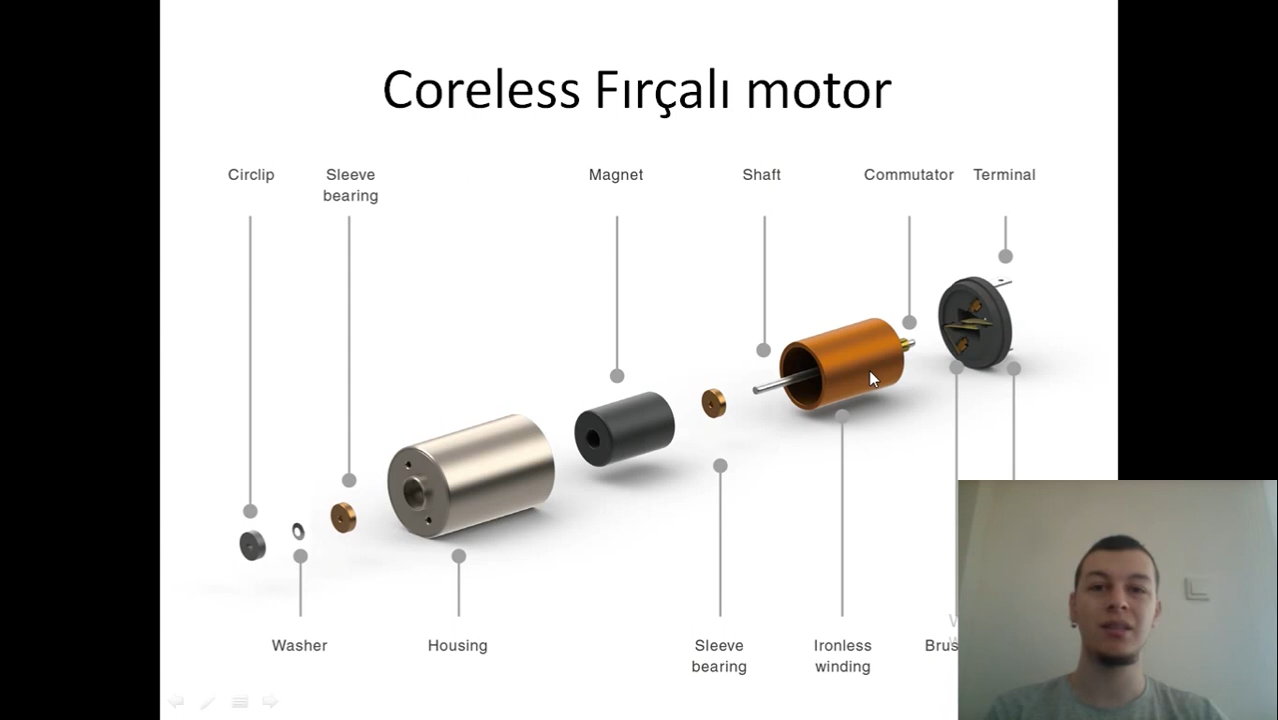 Coreless Fırçalı motor
Circlip
Sleeve
bearing
Magnet
Shaft
Commutator
Terminal
Washer
Housing
Sleeve
bearing
Ironless
winding